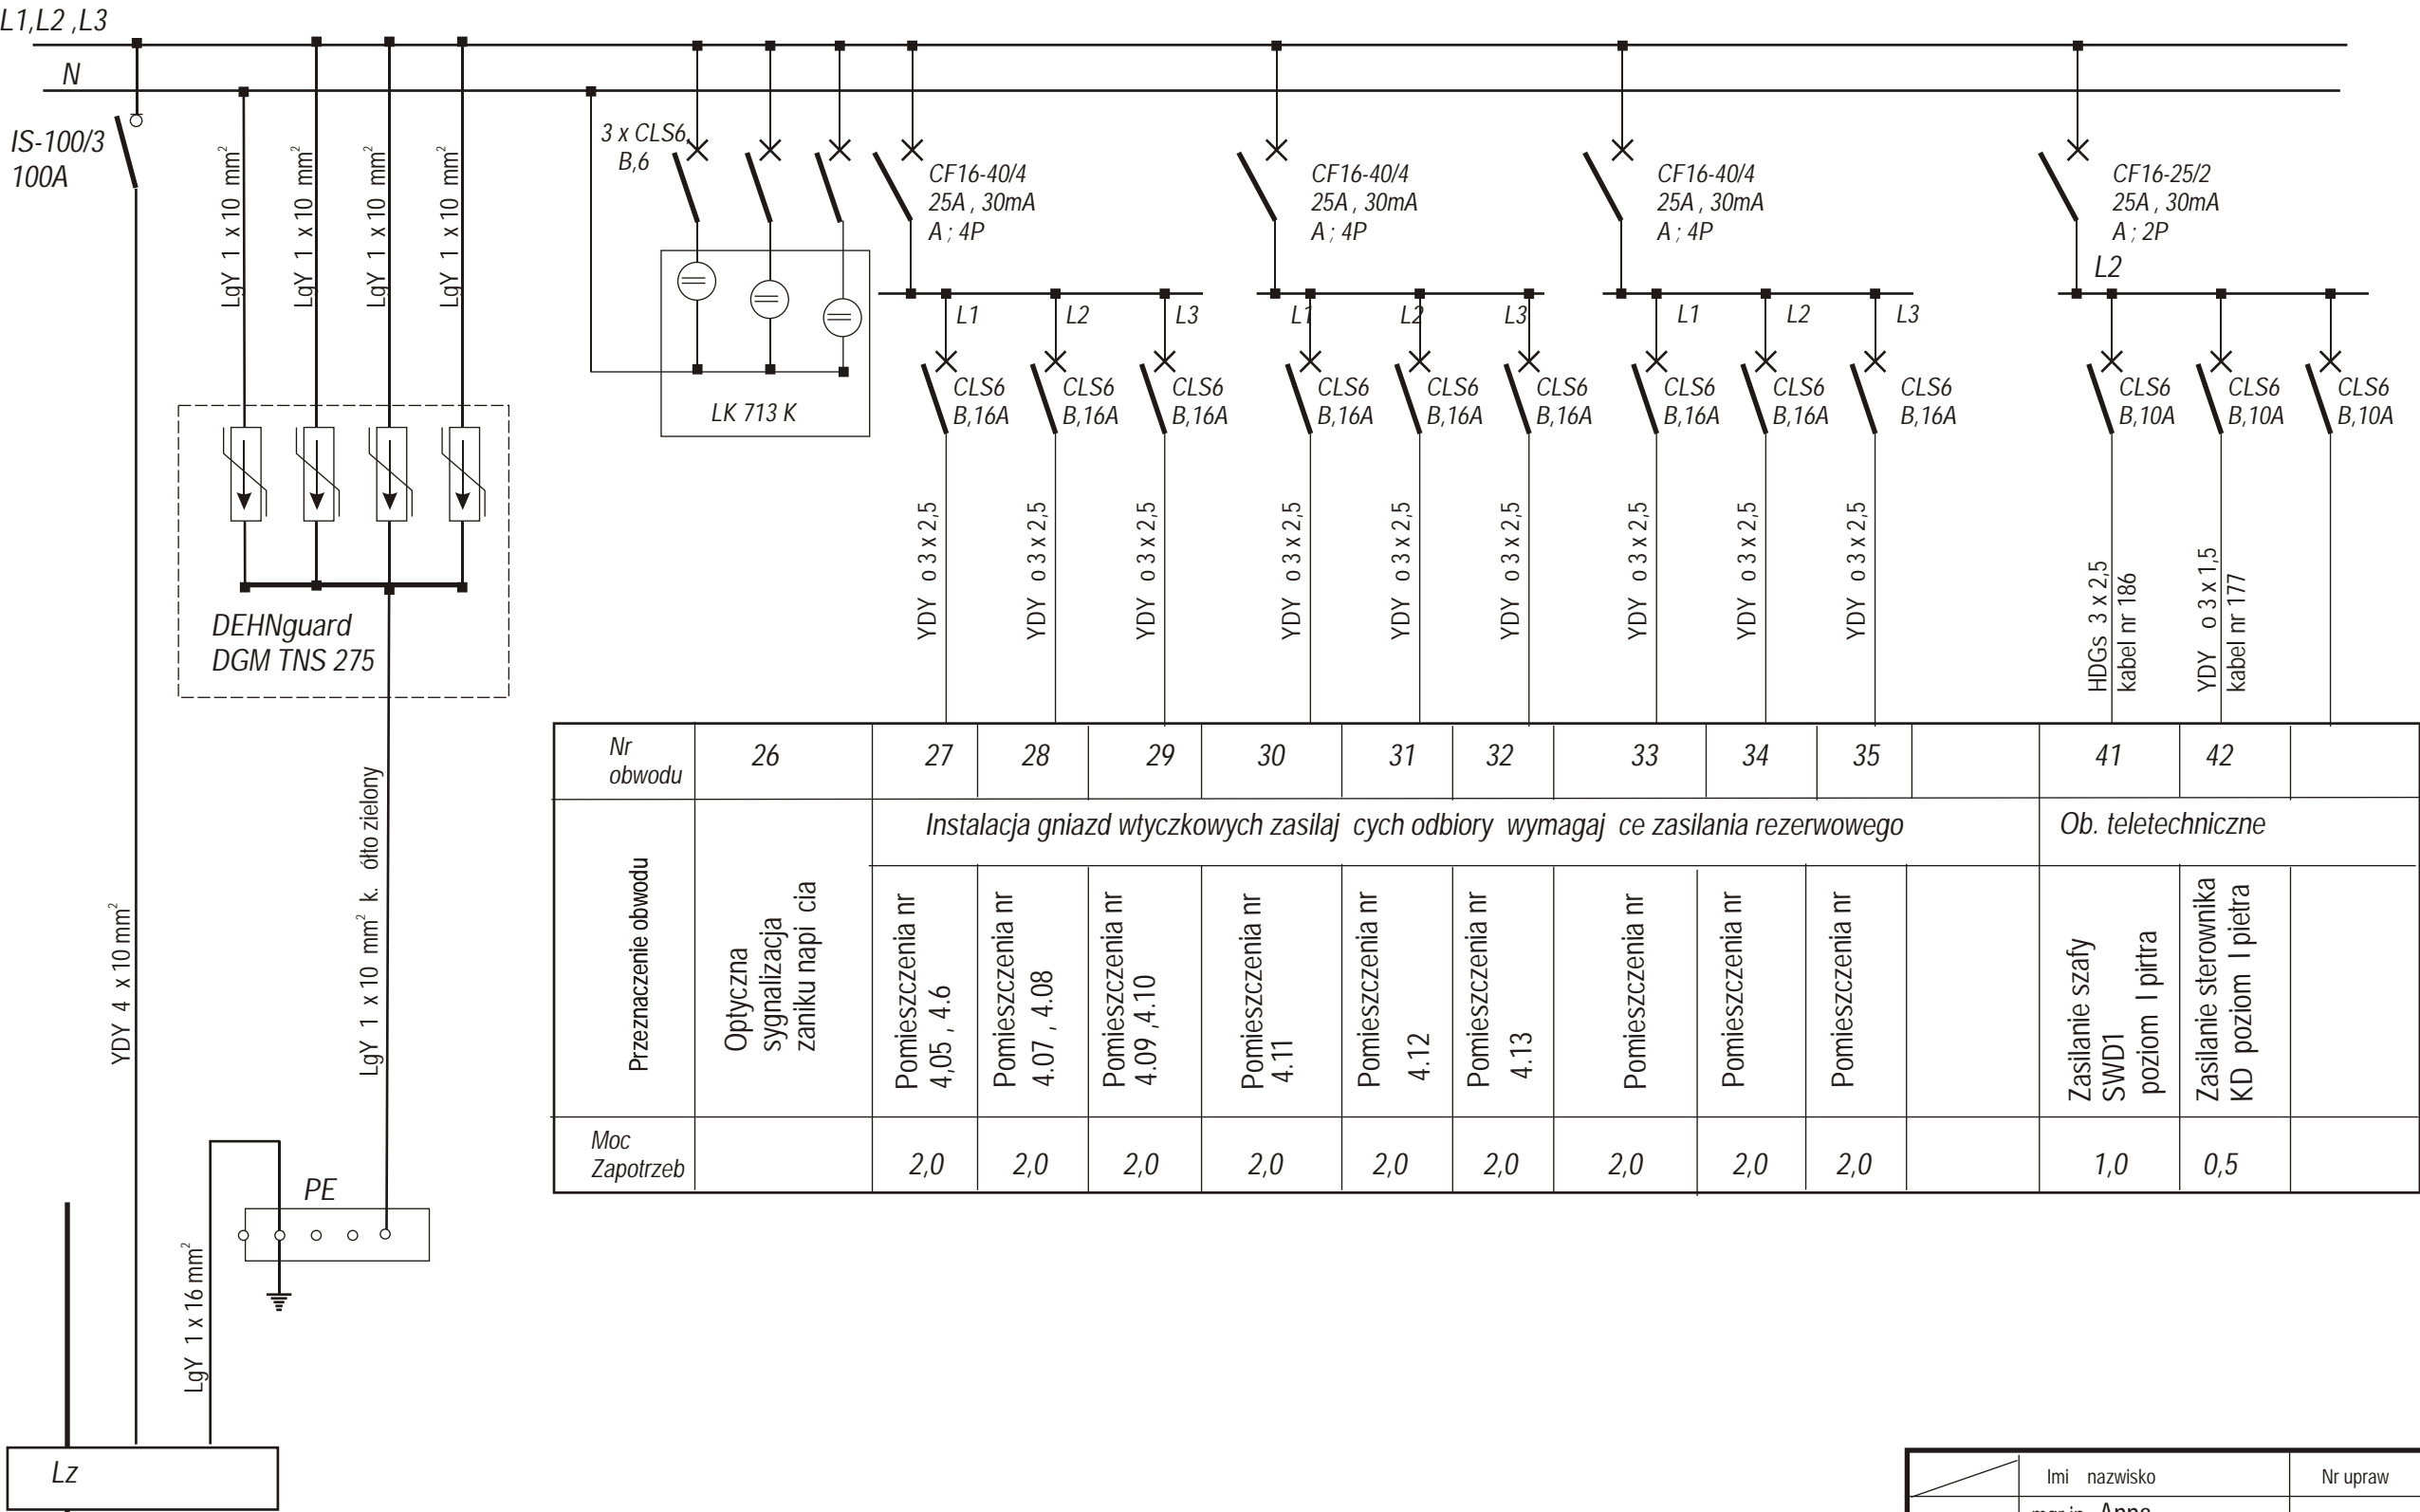 L1,L2 ,L3
N
IS-100/3
100A
LgY 1 x 10 mm²
LgY 1 x 10 mm²
LgY 1 x 10 mm²
LgY 1 x 10 mm²
3 x CLS6,
B,6
LK 713 K
CF16-40/4
25A , 30mA
A ; 4P
CF16-40/4
25A , 30mA
A ; 4P
CF16-40/4
25A , 30mA
A ; 4P
CF16-25/2
25A , 30mA
A ; 2P
L2
L1
L2
L3
L1
L2
L3
L1
L2
L3
CLS6
B,16A
CLS6
B,16A
CLS6
B,16A
CLS6
B,16A
CLS6
B,16A
CLS6
B,16A
CLS6
B,16A
CLS6
B,16A
CLS6
B,16A
CLS6
B,10A
CLS6
B,10A
CLS6
B,10A
YDY o 3 x 2,5
YDY o 3 x 2,5
YDY o 3 x 2,5
YDY o 3 x 2,5
YDY o 3 x 2,5
YDY o 3 x 2,5
YDY o 3 x 2,5
YDY o 3 x 2,5
YDY o 3 x 2,5
HDGs 3 x 2,5
kabel nr 186
YDY o 3 x 1,5
kabel nr 177
DEHNguard
DGM TNS 275
YDY 4 x 10 mm²
LgY 1 x 10 mm² k. ółto zielony
LgY 1 x 16 mm²
PE
Lz
Nr
obwodu
26
27
28
29
30
31
32
33
34
35
41
42
Przeznaczenie obwodu
Instalacja gniazd wtyczkowych zasilaj cych odbiory wymagaj ce zasilania rezerwowego
Ob. teletechniczne
Optyczna
sygnalizacja
zaniku napi cia
Pomieszczenia nr
4,05 , 4.6
Pomieszczenia nr
4.07 , 4.08
Pomieszczenia nr
4.09 ,4.10
Pomieszczenia nr
4.11
Pomieszczenia nr
4.12
Pomieszczenia nr
4.13
Pomieszczenia nr
Pomieszczenia nr
Pomieszczenia nr
Zasilanie szafy
SWD1
poziom I pirtra
Zasilanie sterownika
KD poziom I pietra
Moc
Zapotrzeb
2,0
2,0
2,0
2,0
2,0
2,0
2,0
2,0
2,0
1,0
0,5
Imi nazwisko
Nr upraw